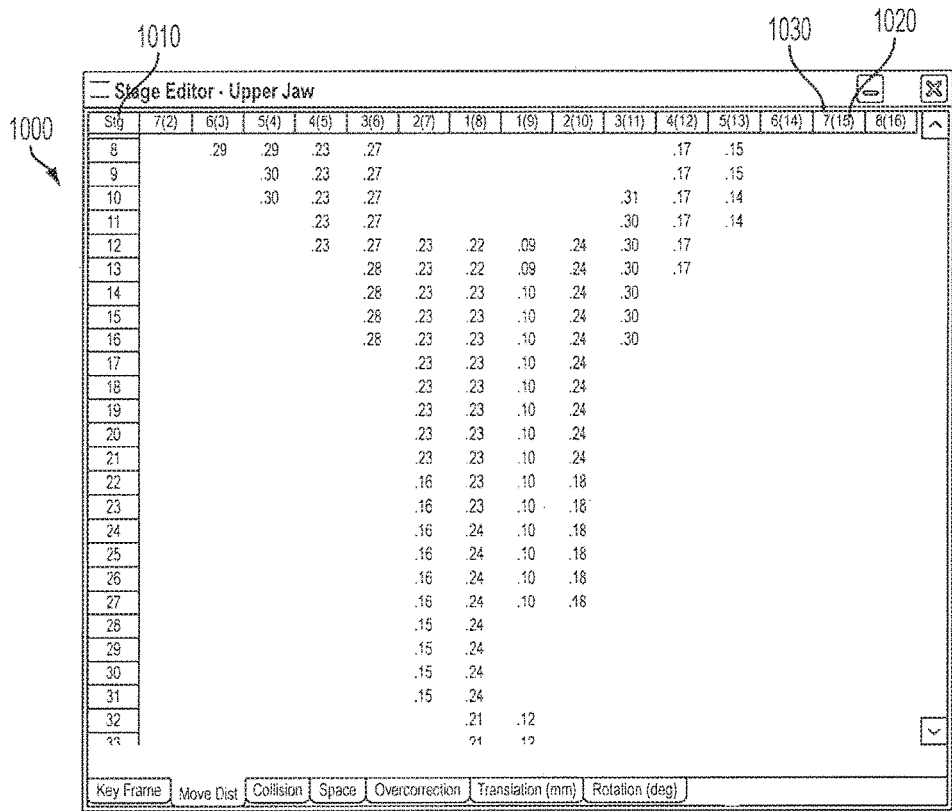 1010
1030
1020
1000
Stage Editor - Upper Jaw
Stg 7(2) 6(3) 5(4) 4(5) 3(6) 2(7) 1(8) 1(9) 2(10) 3(11) 4(12) 5(13) 6(14) 7(15) 8(16)
8 .29 .29 .23 .27 .17 .15
9 .30 .23 .27 .17 .15
10 .30 .23 .27 .31 .17 .14
11 .23 .27 .30 .17 .14
12 .23 .27 .23 .22 .09 .24 .30 .17
13 .28 .23 .22 .09 .24 .30 .17
14 .28 .23 .23 .10 .24 .30
15 .28 .23 .23 .10 .24 .30
16 .28 .23 .23 .10 .24 .30
17 .23 .23 .10 .24
18 .23 .23 .10 .24
19 .23 .23 .10 .24
20 .23 .23 .10 .24
21 .23 .23 .10 .24
22 .16 .23 .10 .18
23 .16 .23 .10 .18
24 .16 .24 .10 .18
25 .16 .24 .10 .18
26 .16 .24 .10 .18
27 .16 .24 .10 .18
28 .15 .24
29 .15 .24
30 .15 .24
31 .15 .24
32 .21 .12
33 .21 .12
Key Frame Move Dist Collision Space Overcorrection Translation (mm) Rotation (deg)